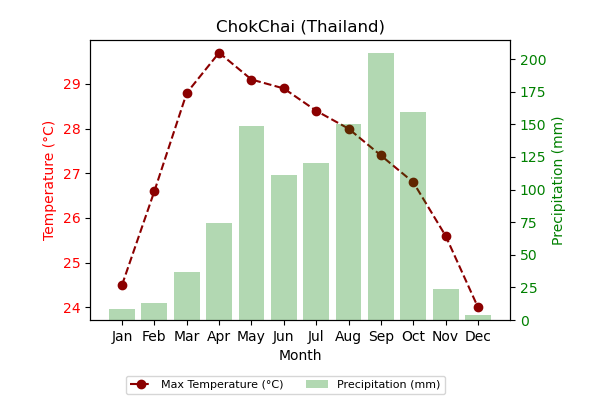 ChokChai (Thailand)
Temperature (°C)
29
28
27
26
25
24
200
175
150
125
100
75
50
25
0
Precipitation (mm)
Jan Feb Mar Apr May Jun Jul Aug Sep Oct Nov Dec
Month
Max Temperature (°C) Precipitation (mm)